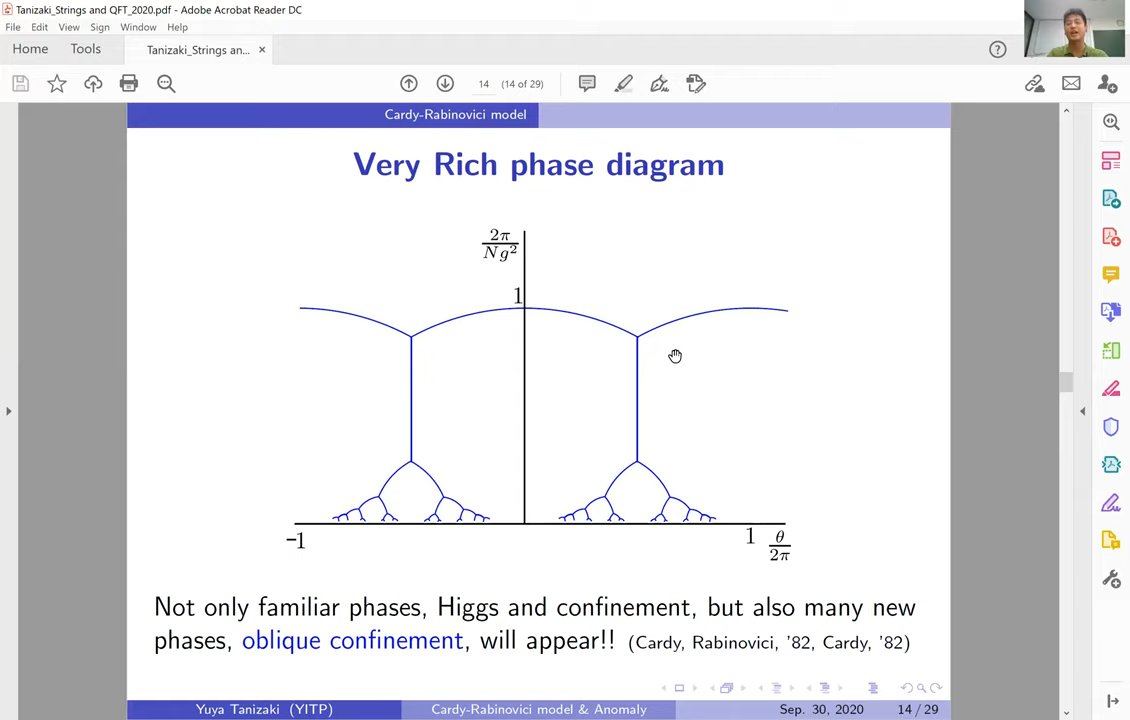 Tanizaki_Strings and QFT_2020.pdf - Adobe Acrobat Reader DC
File Edit View Sign Window Help
Home Tools Tanizaki_Strings an... ×
14 (14 of 29)
Cardy-Rabinovici model
Very Rich phase diagram
2π
Ng²
1
−1
1
θ
2π
Not only familiar phases, Higgs and confinement, but also many new
phases, oblique confinement, will appear!! (Cardy, Rabinovici, '82, Cardy, '82)
Yuya Tanizaki (YITP) Cardy-Rabinovici model & Anomaly Sep. 30, 2020 14 / 29